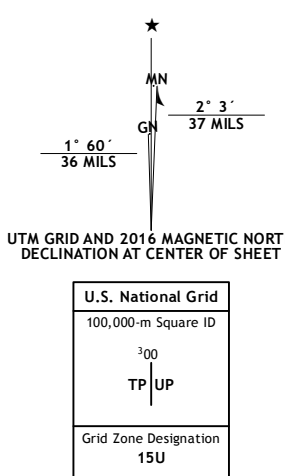 ★
MN
2° 3´
37 MILS
GN
1° 60´
36 MILS
UTM GRID AND 2016 MAGNETIC NORT
DECLINATION AT CENTER OF SHEET
U.S. National Grid
100,000-m Square ID
³00
TP UP
Grid Zone Designation
15U